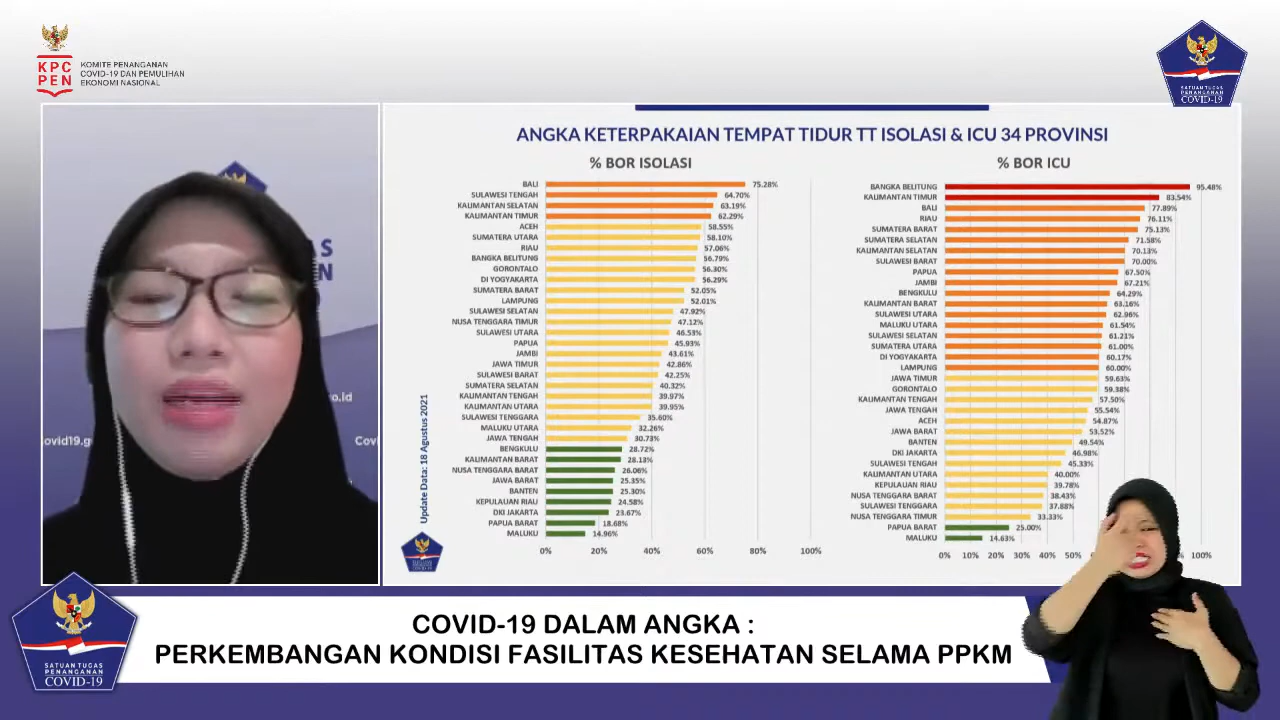 KPC
PEN
KOMITE PENANGANAN
COVID-19 DAN PEMULIHAN
EKONOMI NASIONAL
SATUAN TUGAS
PENANGANAN
COVID-19
ANGKA KETERPAKAIAN TEMPAT TIDUR TT ISOLASI & ICU 34 PROVINSI
% BOR ISOLASI
BALI 75.28%
SULAWESI TENGAH 64.70%
KALIMANTAN SELATAN 63.19%
KALIMANTAN TIMUR 62.29%
ACEH 58.55%
SUMATERA UTARA 58.10%
RIAU 57.06%
BANGKA BELITUNG 56.79%
GORONTALO 56.30%
DI YOGYAKARTA 56.29%
SUMATERA BARAT 52.05%
LAMPUNG 52.01%
SULAWESI SELATAN 47.92%
NUSA TENGGARA TIMUR 47.12%
SULAWESI UTARA 46.53%
PAPUA 45.93%
JAMBI 43.61%
JAWA TIMUR 42.86%
SULAWESI BARAT 42.25%
SUMATERA SELATAN 40.32%
KALIMANTAN TENGAH 39.97%
KALIMANTAN UTARA 39.95%
SULAWESI TENGGARA 35.60%
MALUKU UTARA 32.26%
JAWA TENGAH 30.73%
BENGKULU 28.72%
KALIMANTAN BARAT 28.13%
NUSA TENGGARA BARAT 26.06%
JAWA BARAT 25.35%
BANTEN 25.30%
KEPULAUAN RIAU 24.58%
DKI JAKARTA 23.67%
PAPUA BARAT 18.68%
MALUKU 14.96%
0% 20% 40% 60% 80% 100%
Update Data: 18 Agustus 2021
% BOR ICU
BANGKA BELITUNG 95.48%
KALIMANTAN TIMUR 83.54%
BALI 77.89%
RIAU 76.11%
SUMATERA BARAT 75.13%
SUMATERA SELATAN 71.58%
KALIMANTAN SELATAN 70.13%
SULAWESI BARAT 70.00%
PAPUA 67.50%
JAMBI 67.21%
BENGKULU 64.29%
KALIMANTAN BARAT 63.16%
SULAWESI UTARA 62.96%
MALUKU UTARA 61.54%
SULAWESI SELATAN 61.21%
SUMATERA UTARA 61.00%
DI YOGYAKARTA 60.17%
LAMPUNG 60.00%
JAWA TIMUR 59.63%
GORONTALO 59.38%
KALIMANTAN TENGAH 57.50%
JAWA TENGAH 55.54%
ACEH 54.87%
JAWA BARAT 53.52%
BANTEN 49.54%
DKI JAKARTA 46.98%
SULAWESI TENGAH 45.33%
KALIMANTAN UTARA 40.00%
KEPULAUAN RIAU 39.78%
NUSA TENGGARA BARAT 38.43%
SULAWESI TENGGARA 37.88%
NUSA TENGGARA TIMUR 33.33%
PAPUA BARAT 25.00%
MALUKU 14.63%
0% 10% 20% 30% 40% 50% 100%
SATUAN TUGAS
PENANGANAN
COVID-19
COVID-19 DALAM ANGKA :
PERKEMBANGAN KONDISI FASILITAS KESEHATAN SELAMA PPKM